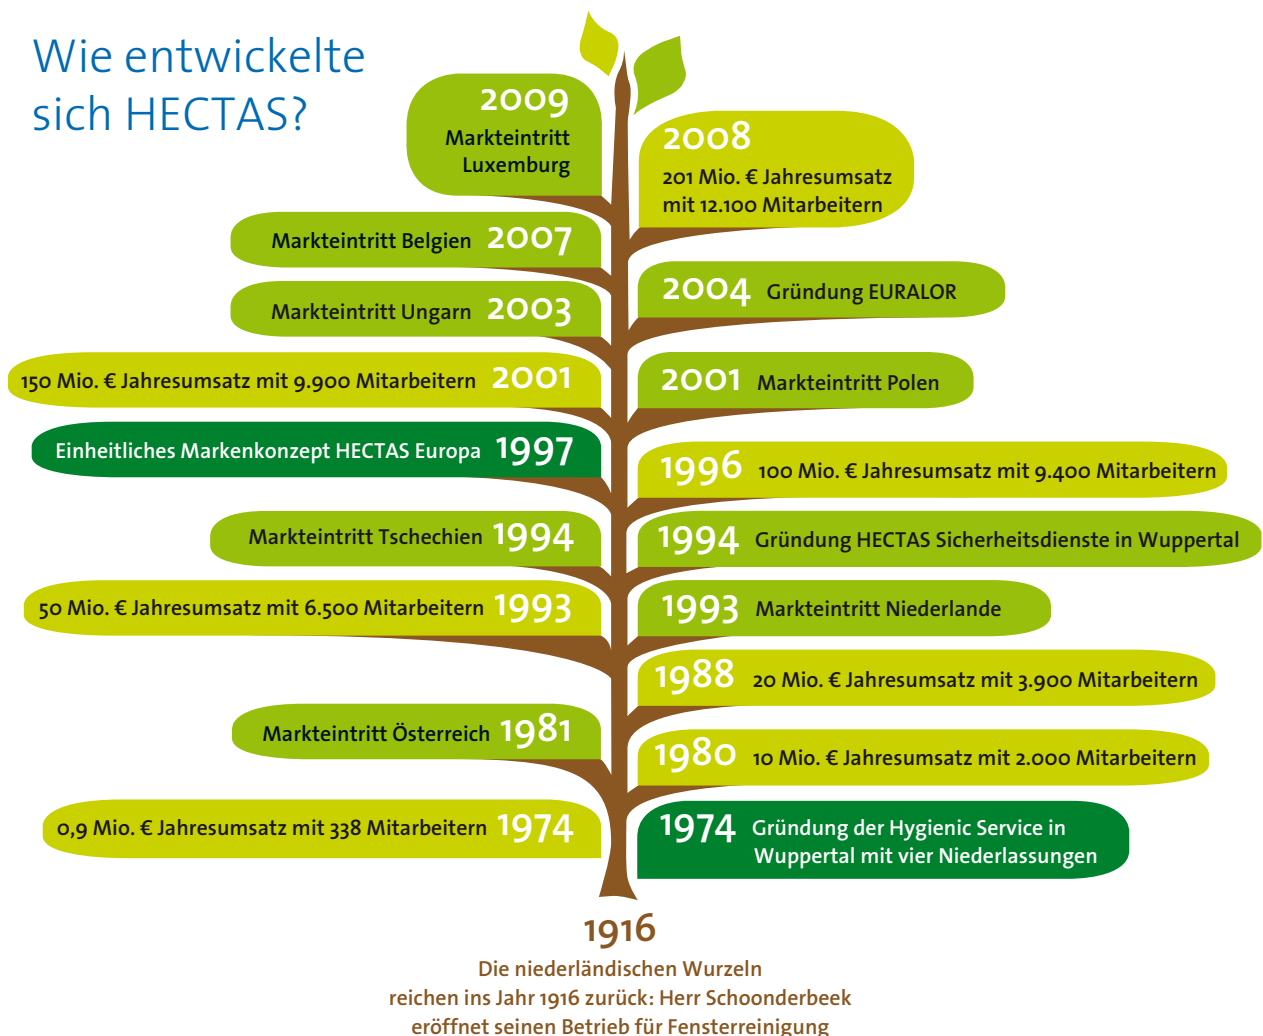 Wie entwickelte
sich HECTAS?
2009
Markteintritt
Luxemburg
2008
201 Mio. € Jahresumsatz
mit 12.100 Mitarbeitern
Markteintritt Belgien 2007
2004 Gründung EURALOR
Markteintritt Ungarn 2003
150 Mio. € Jahresumsatz mit 9.900 Mitarbeitern 2001
2001 Markteintritt Polen
Einheitliches Markenkonzept HECTAS Europa 1997
1996 100 Mio. € Jahresumsatz mit 9.400 Mitarbeitern
Markteintritt Tschechien 1994
1994 Gründung HECTAS Sicherheitsdienste in Wuppertal
50 Mio. € Jahresumsatz mit 6.500 Mitarbeitern 1993
1993 Markteintritt Niederlande
1988 20 Mio. € Jahresumsatz mit 3.900 Mitarbeitern
Markteintritt Österreich 1981
1980 10 Mio. € Jahresumsatz mit 2.000 Mitarbeitern
0,9 Mio. € Jahresumsatz mit 338 Mitarbeitern 1974
1974 Gründung der Hygienic Service in
Wuppertal mit vier Niederlassungen
1916
Die niederländischen Wurzeln
reichen ins Jahr 1916 zurück: Herr Schoonderbeek
eröffnet seinen Betrieb für Fensterreinigung